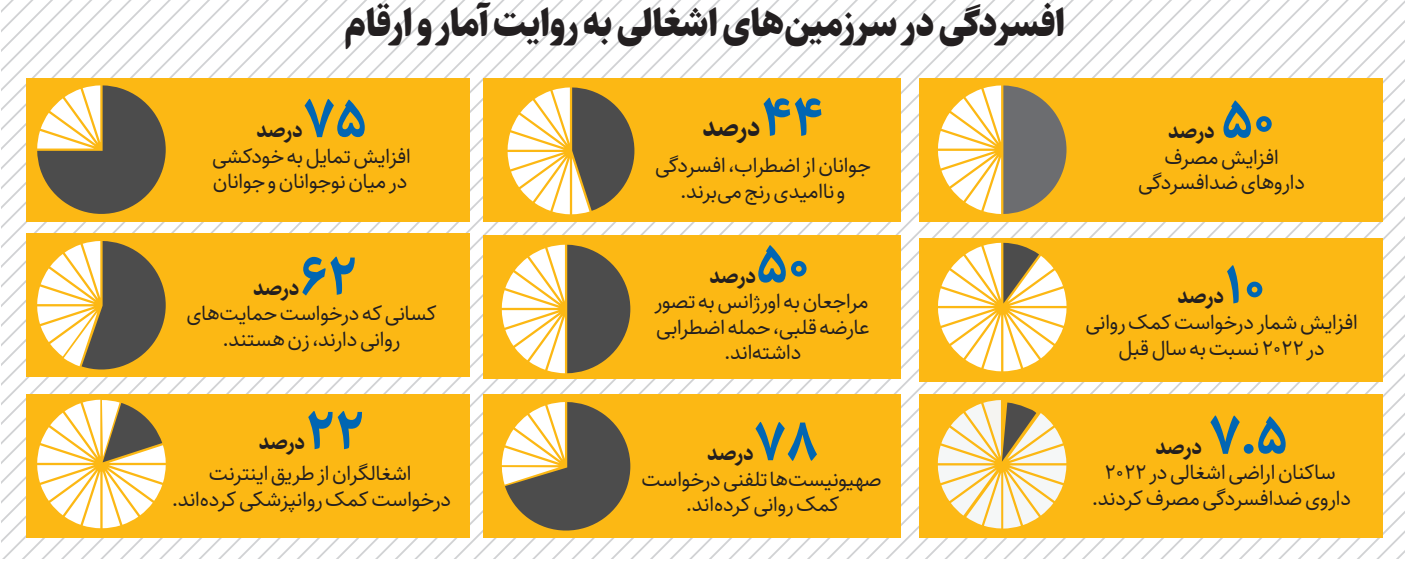 افسردگی در سرزمین‌های اشغالی به روایت آمار و ارقام
۵۰ درصد
افزایش مصرف
داروهای ضدافسردگی
۴۴ درصد
جوانان از اضطراب، افسردگی
و ناامیدی رنج می‌برند.
۷۵ درصد
افزایش تمایل به خودکشی
در میان نوجوانان و جوانان
۱۰ درصد
افزایش شمار درخواست کمک روانی
در ۲۰۲۲ نسبت به سال قبل
۵۰ درصد
مراجعان به اورژانس به تصور
عارضه قلبی، حمله اضطرابی
داشته‌اند.
۶۲ درصد
کسانی که درخواست حمایت‌های
روانی دارند، زن هستند.
۷.۵ درصد
ساکنان اراضی اشغالی در ۲۰۲۲
داروی ضدافسردگی مصرف کردند.
۷۸ درصد
صهیونیست‌ها تلفنی درخواست
کمک روانی کرده‌اند.
۲۲ درصد
اشغالگران از طریق اینترنت
درخواست کمک روانپزشکی کرده‌اند.